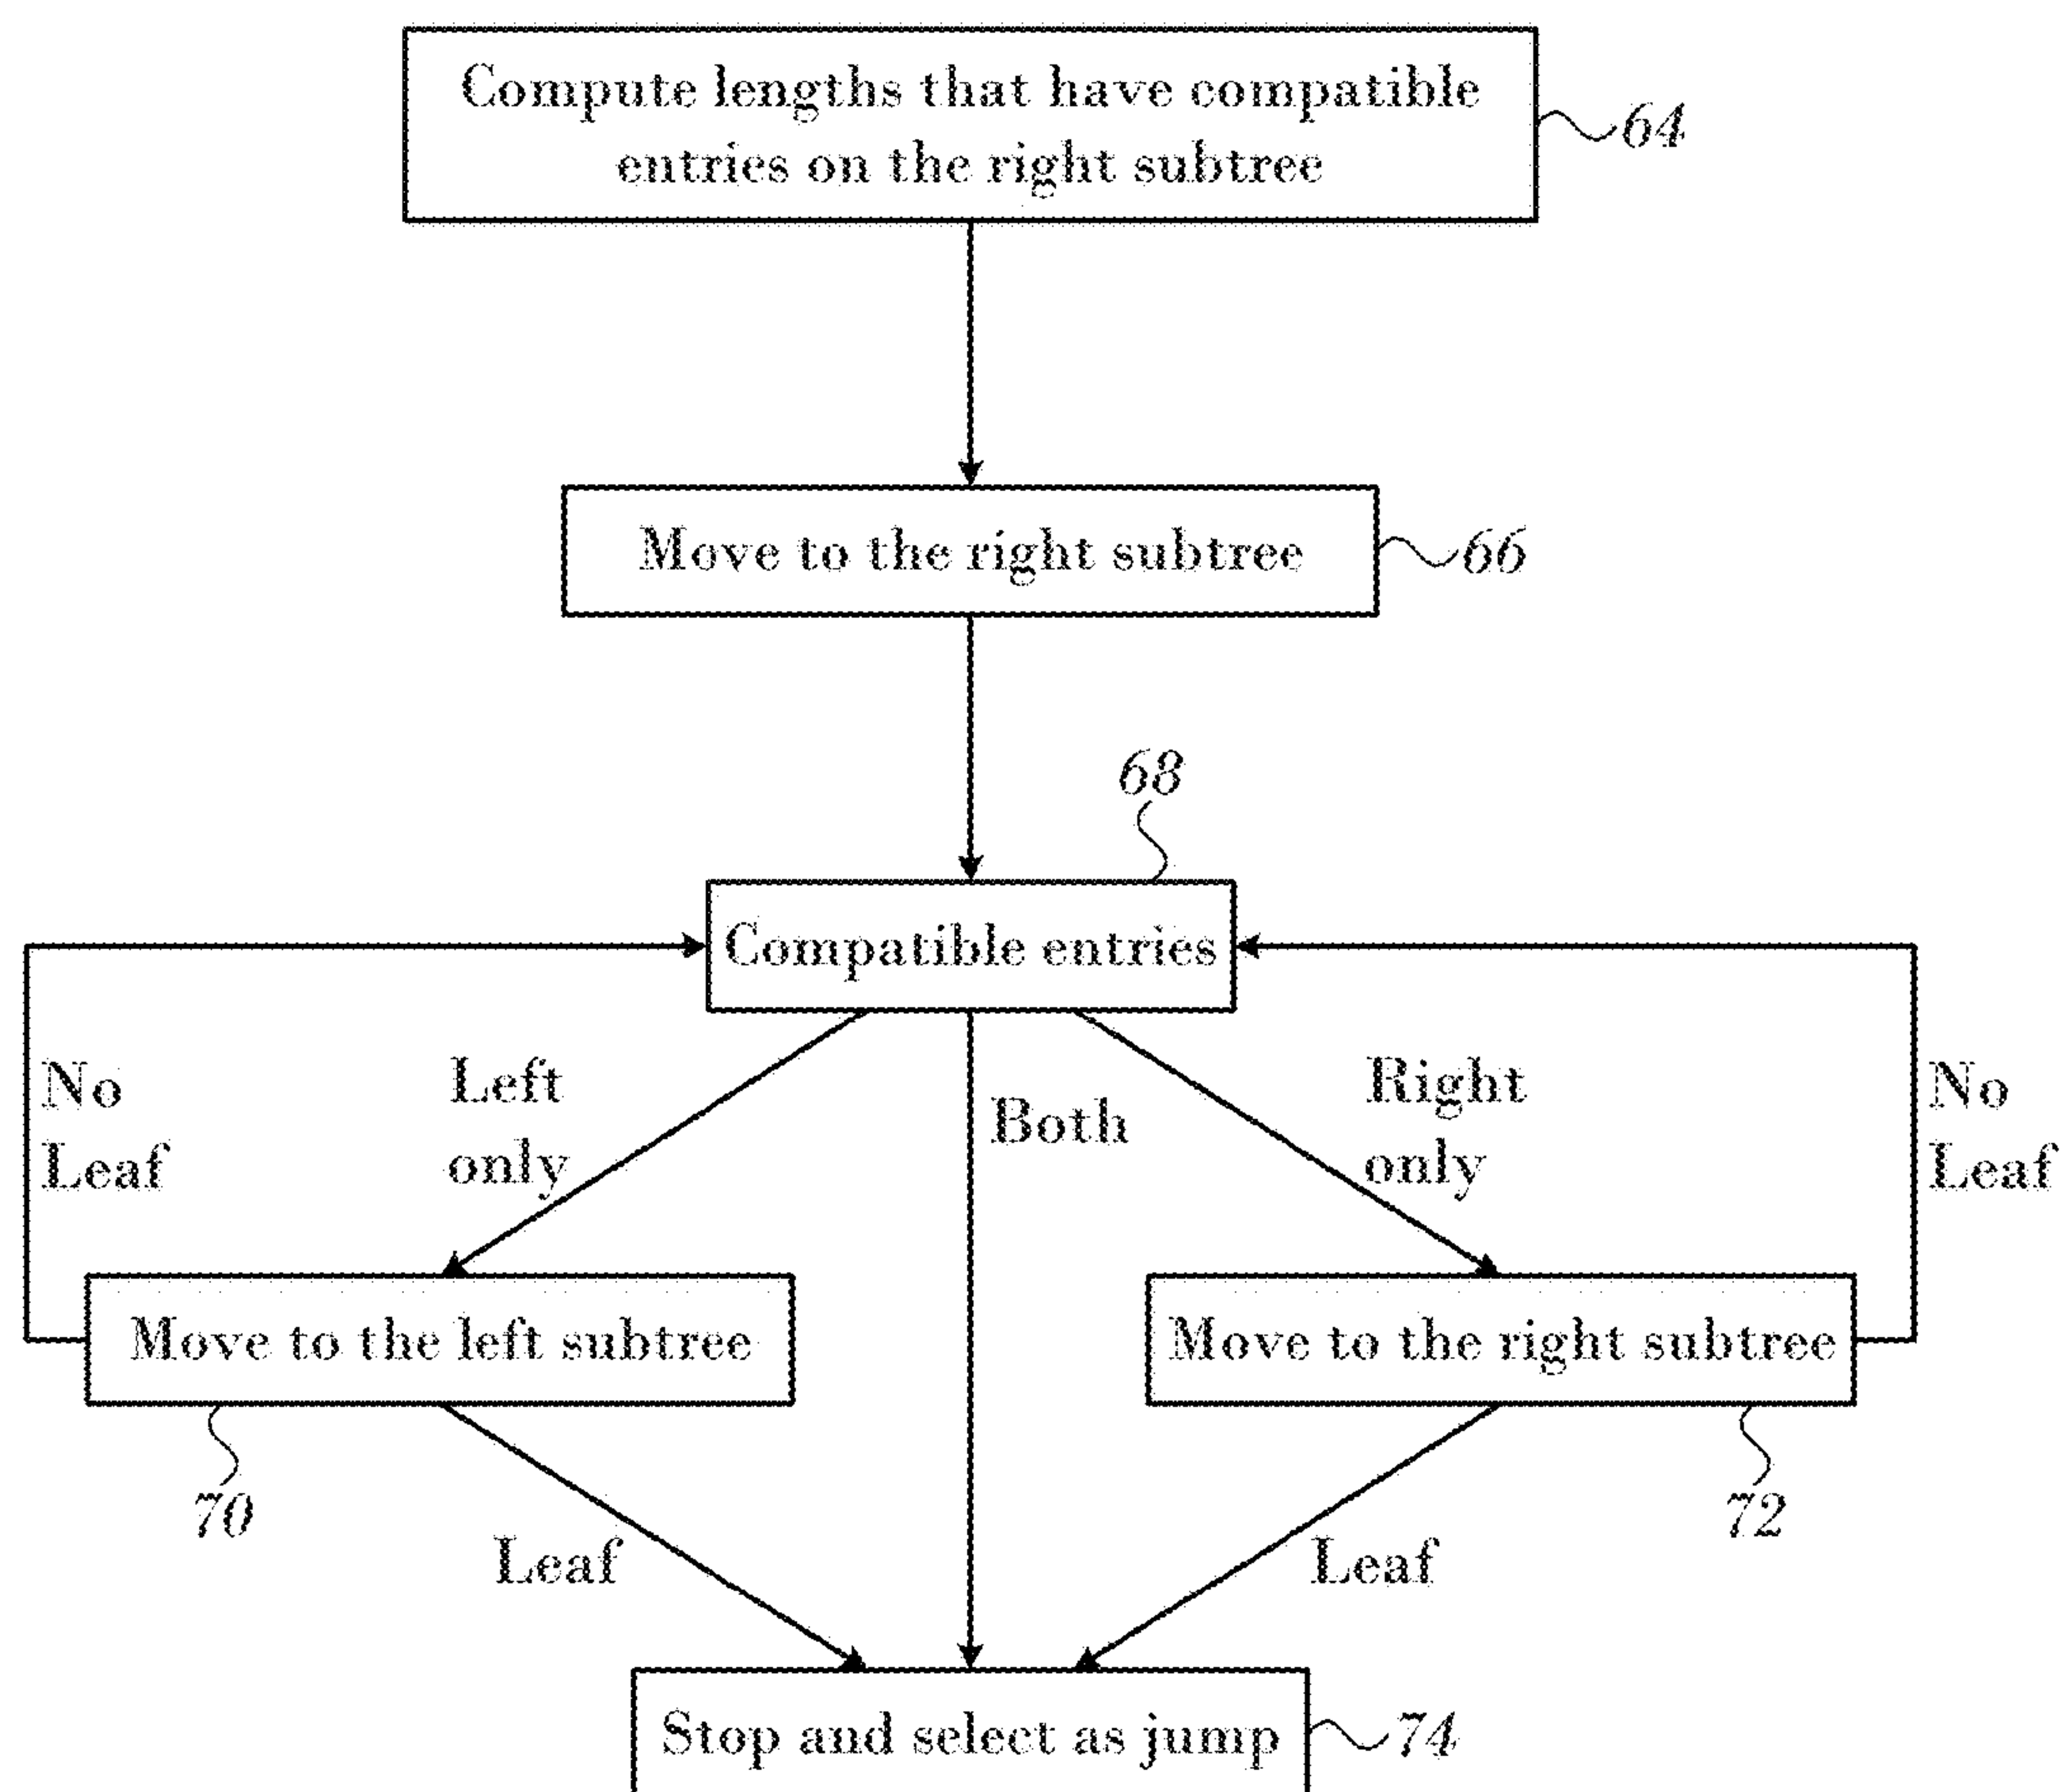 Compute lengths that have compatible
entries on the right subtree
64
Move to the right subtree
66
68
Compatible entries
No
Leaf
Left
only
Both
Right
only
No
Leaf
Move to the left subtree
Move to the right subtree
70
72
Leaf
Leaf
Stop and select as jump
74